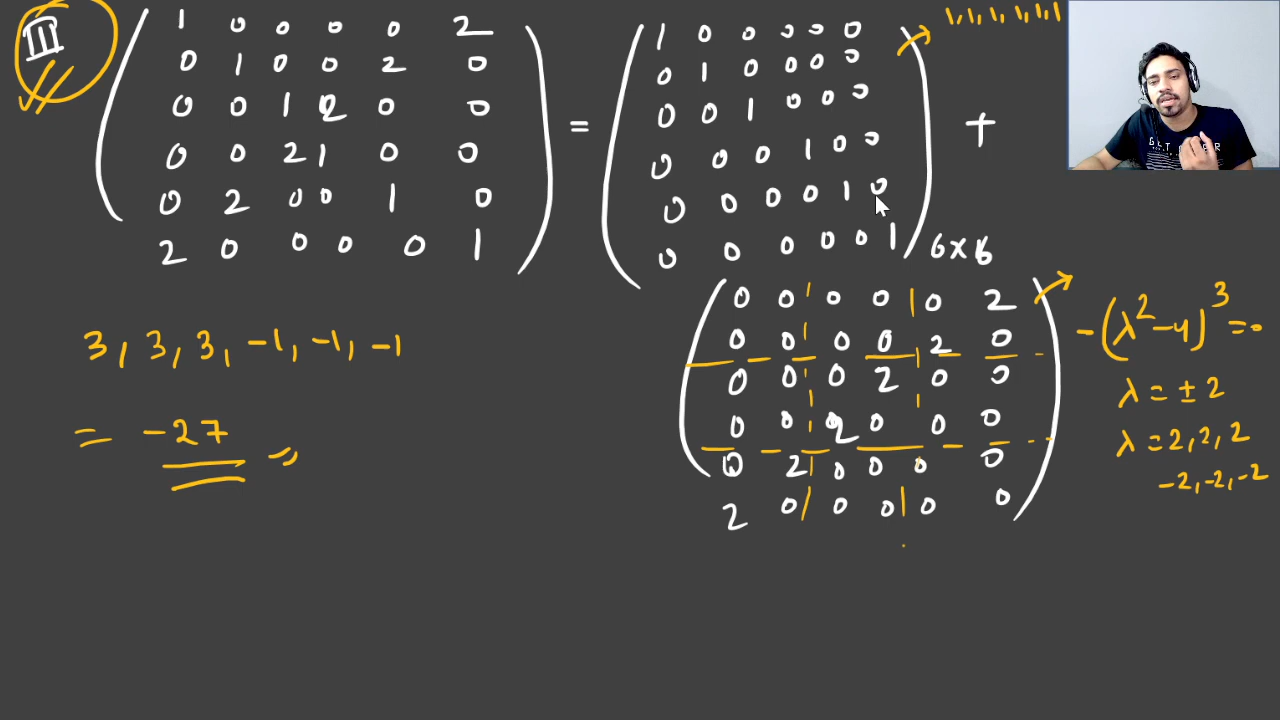 III
1 0 0 0 0 2
0 1 0 0 2 0
0 0 1 2 0 0
0 0 2 1 0 0
0 2 0 0 1 0
2 0 0 0 0 1
=
1 0 0 0 0 0
0 1 0 0 0 0
0 0 1 0 0 0
0 0 0 1 0 0
0 0 0 0 1 0
0 0 0 0 0 1
6×6
1, 1, 1, 1, 1, 1
+
0 0 0 0 0 2
0 0 0 0 2 0
0 0 0 2 0 0
0 0 2 0 0 0
0 2 0 0 0 0
2 0 0 0 0 0
-(λ²-4)³=0
λ = ± 2
λ = 2, 2, 2
-2, -2, -2
3, 3, 3, -1, -1, -1
= -27 =